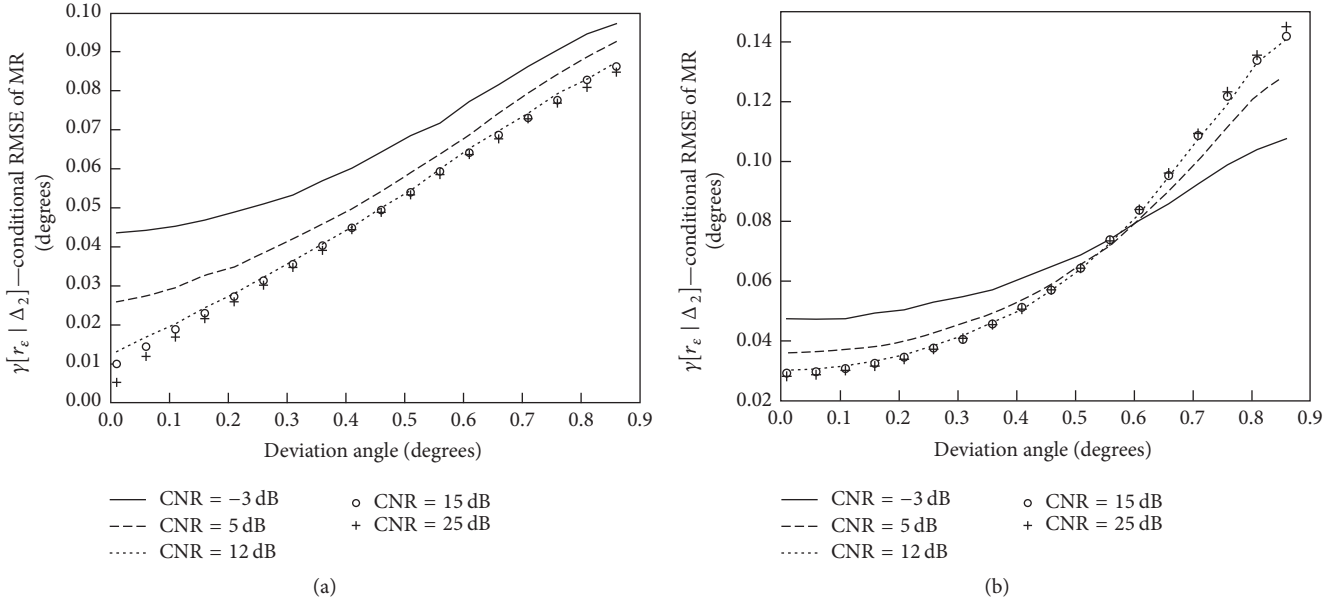 0.10
0.09
0.08
0.07
0.06
0.05
0.04
0.03
0.02
0.01
0.00
γ[r_ε | Δ_2]—conditional RMSE of MR
(degrees)
0.0 0.1 0.2 0.3 0.4 0.5 0.6 0.7 0.8 0.9
Deviation angle (degrees)
CNR = −3 dB
CNR = 5 dB
CNR = 12 dB
CNR = 15 dB
CNR = 25 dB
(a)
0.14
0.12
0.10
0.08
0.06
0.04
0.02
γ[r_ε | Δ_2]—conditional RMSE of MR
(degrees)
0.0 0.1 0.2 0.3 0.4 0.5 0.6 0.7 0.8 0.9
Deviation angle (degrees)
CNR = −3 dB
CNR = 5 dB
CNR = 12 dB
CNR = 15 dB
CNR = 25 dB
(b)